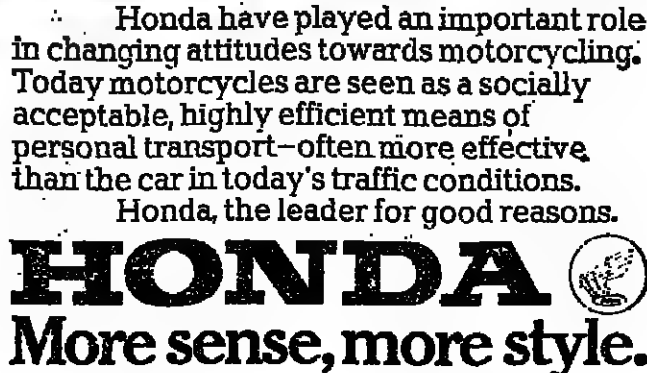 Honda have played an important role
in changing attitudes towards motorcycling.
Today motorcycles are seen as a socially
acceptable, highly efficient means of
personal transport–often more effective
than the car in today's traffic conditions.
Honda, the leader for good reasons.
HONDA
More sense, more style.